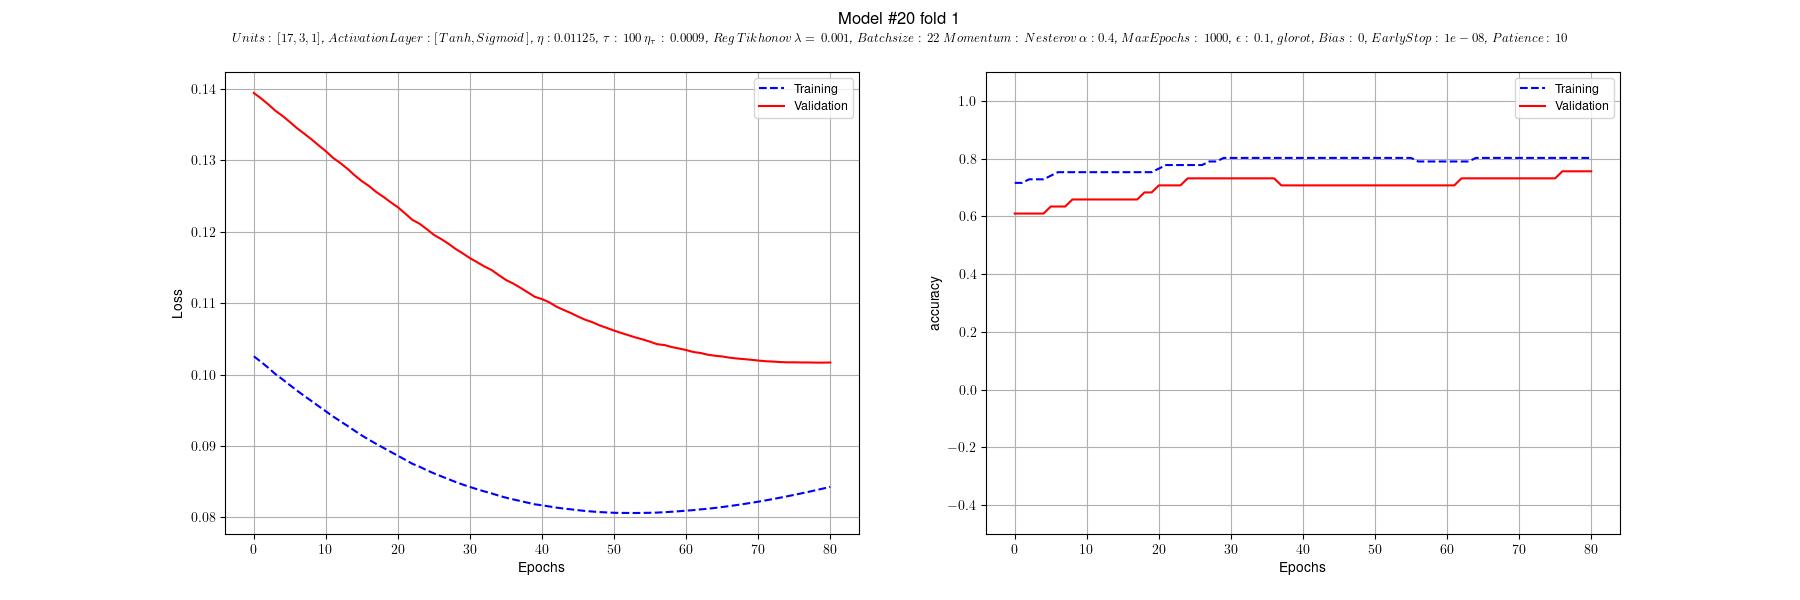 Model #20 fold 1
Units : [17, 3, 1], ActivationLayer : [Tanh, Sigmoid], η : 0.01125, τ : 100 ητ : 0.0009, Reg Tikhonov λ = 0.001, Batchsize : 22 Momentum : Nesterov α : 0.4, MaxEpochs : 1000, ϵ : 0.1, glorot, Bias : 0, EarlyStop : 1e − 08, Patience : 10
Training
Validation
Loss
0.14
0.13
0.12
0.11
0.10
0.09
0.08
0 10 20 30 40 50 60 70 80
Epochs
Training
Validation
accuracy
1.0
0.8
0.6
0.4
0.2
0.0
−0.2
−0.4
0 10 20 30 40 50 60 70 80
Epochs